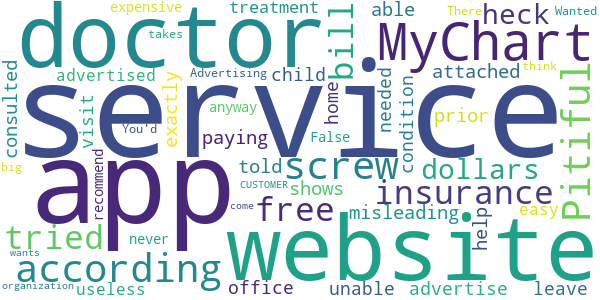 expensive
treatment
able
There
Wanted
doctor
takes
bill
heck
MyChart
consulted
advertised
Advertising
child
attached
think
service
visit
exactly
You'd
anyway
False
home
needed
condition
prior
Pitiful
paying
big
app
recommend
told
screw
dollars
CUSTOMER
shows
insurance
wants
never
come
free
misleading
help
easy
tried
website
according
office
unable
advertise
leave
organization
useless